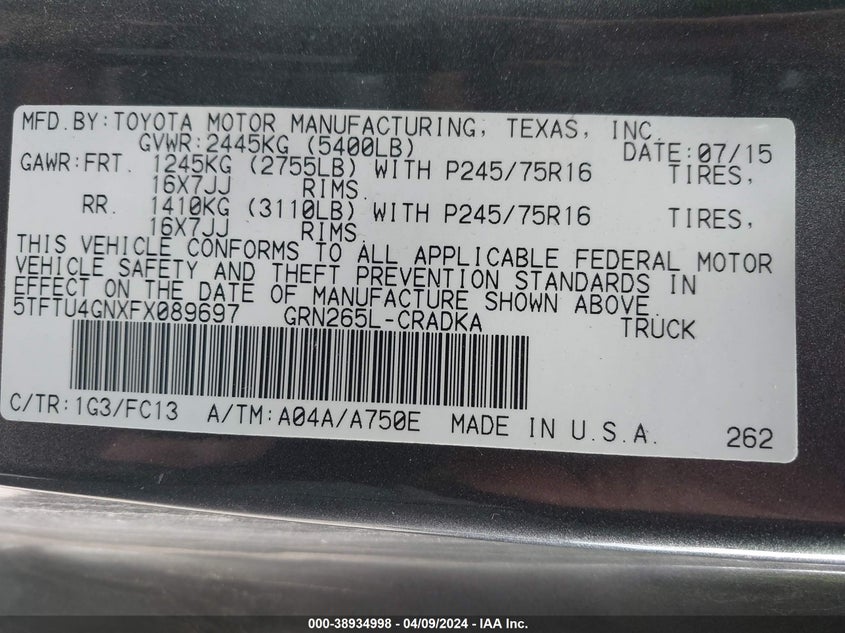 MFD.BY:TOYOTA MOTOR MANUFACTURING, TEXAS, INC.
GVWR:2445KG (5400LB) DATE:07/15
GAWR:FRT. 1245KG (2755LB) WITH P245/75R16 TIRES,
16X7JJ RIMS.
RR. 1410KG (3110LB) WITH P245/75R16 TIRES,
16X7JJ RIMS.
THIS VEHICLE CONFORMS TO ALL APPLICABLE FEDERAL MOTOR
VEHICLE SAFETY AND THEFT PREVENTION STANDARDS IN
EFFECT ON THE DATE OF MANUFACTURE SHOWN ABOVE.
5TFTU4GNXFX089697 GRN265L-CRADKA TRUCK
C/TR:1G3/FC13 A/TM:A04A/A750E MADE IN U.S.A. 262
000-38934998 - 04/09/2024 - IAA Inc.